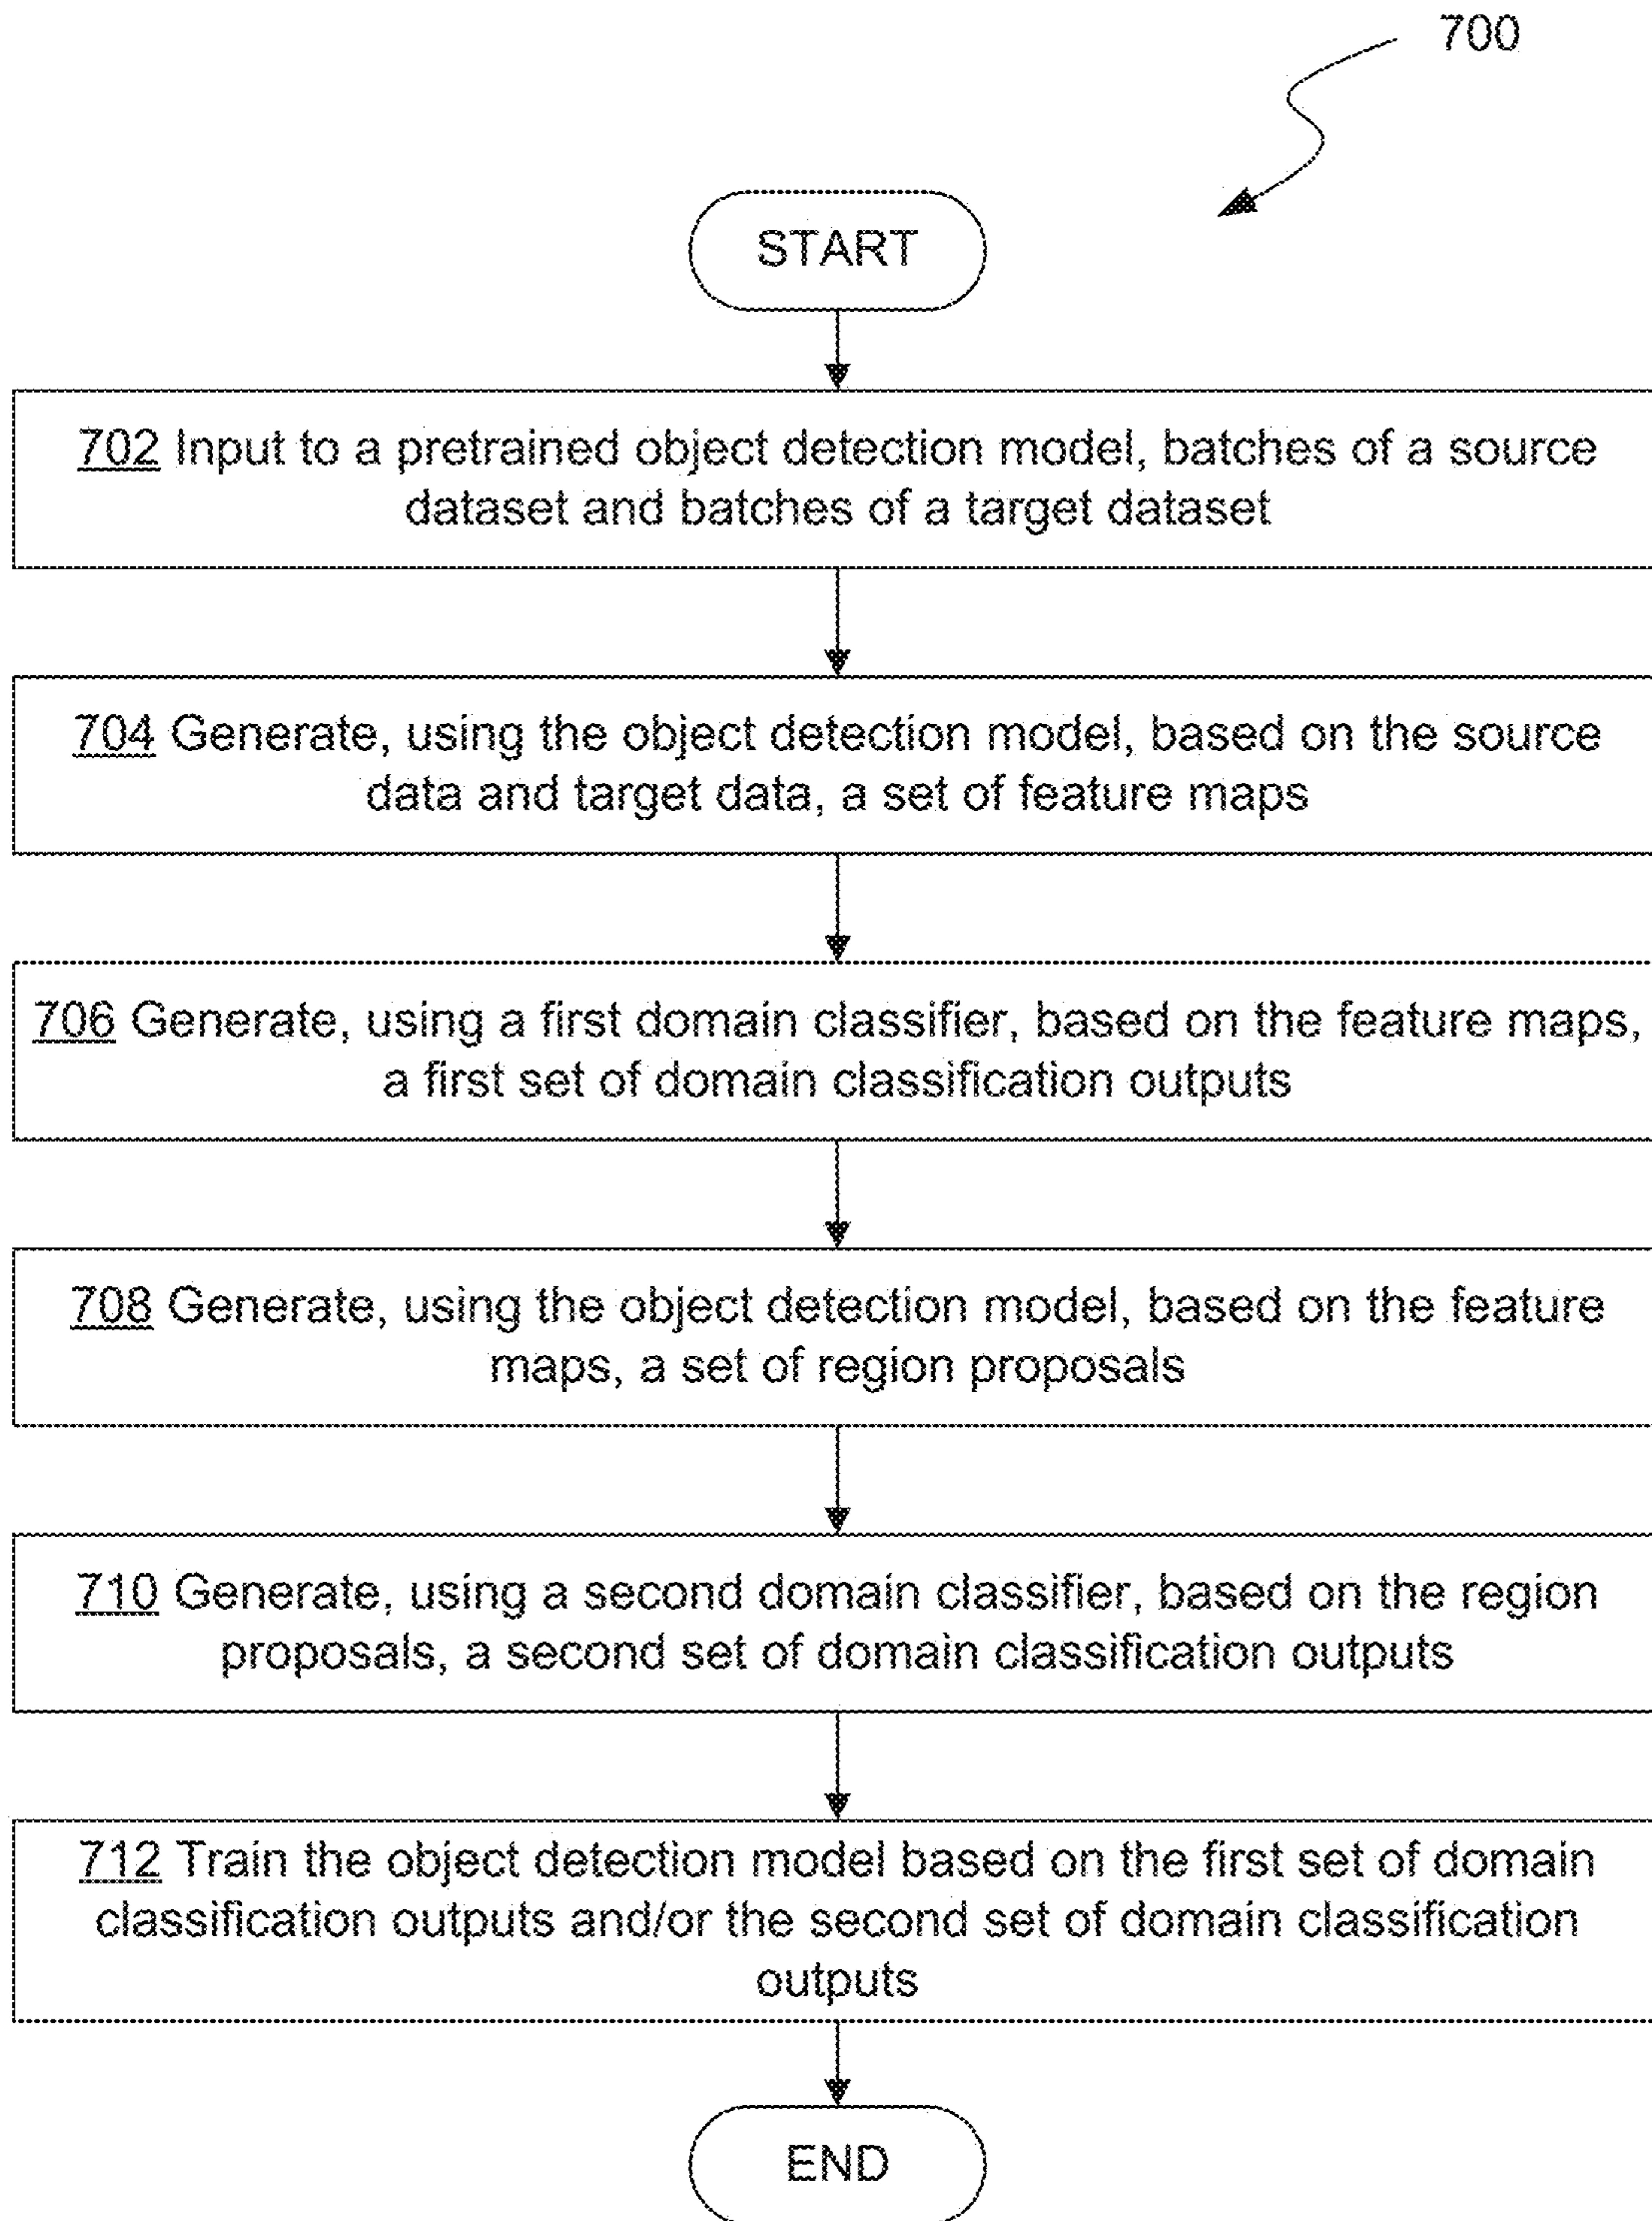 700
START
702 Input to a pretrained object detection model, batches of a source
dataset and batches of a target dataset
704 Generate, using the object detection model, based on the source
data and target data, a set of feature maps
706 Generate, using a first domain classifier, based on the feature maps,
a first set of domain classification outputs
708 Generate, using the object detection model, based on the feature
maps, a set of region proposals
710 Generate, using a second domain classifier, based on the region
proposals, a second set of domain classification outputs
712 Train the object detection model based on the first set of domain
classification outputs and/or the second set of domain classification
outputs
END